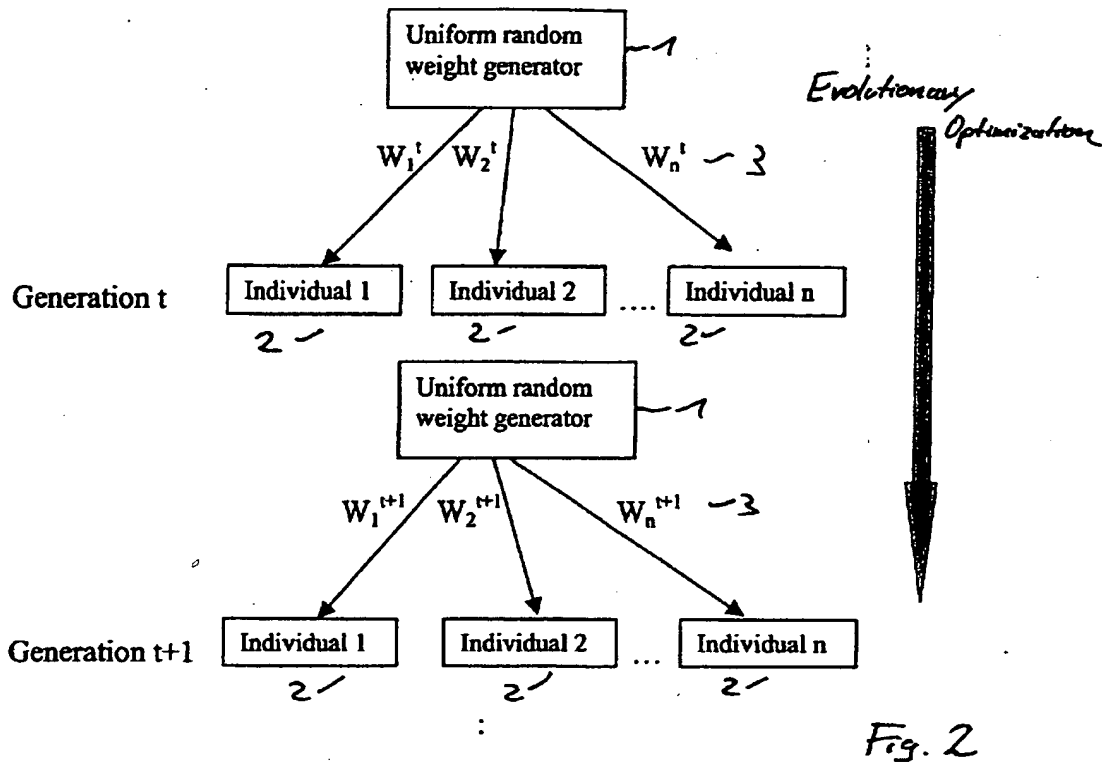 Uniform random
weight generator
1
Evolutionary
Optimization
W₁ᵗ W₂ᵗ Wₙᵗ 3
Generation t Individual 1 Individual 2 .... Individual n
2 2 2
Uniform random
weight generator
1
W₁ᵗ⁺¹ W₂ᵗ⁺¹ Wₙᵗ⁺¹ 3
Generation t+1 Individual 1 Individual 2 ... Individual n
2 2 2
:
Fig. 2